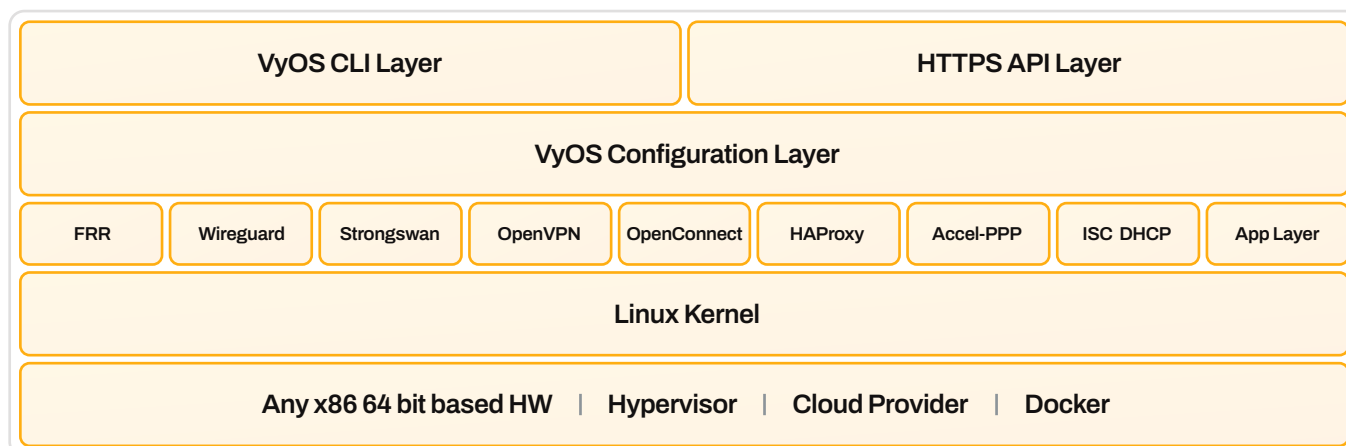 VyOS CLI Layer
HTTPS API Layer
VyOS Configuration Layer
FRR
Wireguard
Strongswan
OpenVPN
OpenConnect
HAProxy
Accel-PPP
ISC DHCP
App Layer
Linux Kernel
Any x86 64 bit based HW | Hypervisor | Cloud Provider | Docker